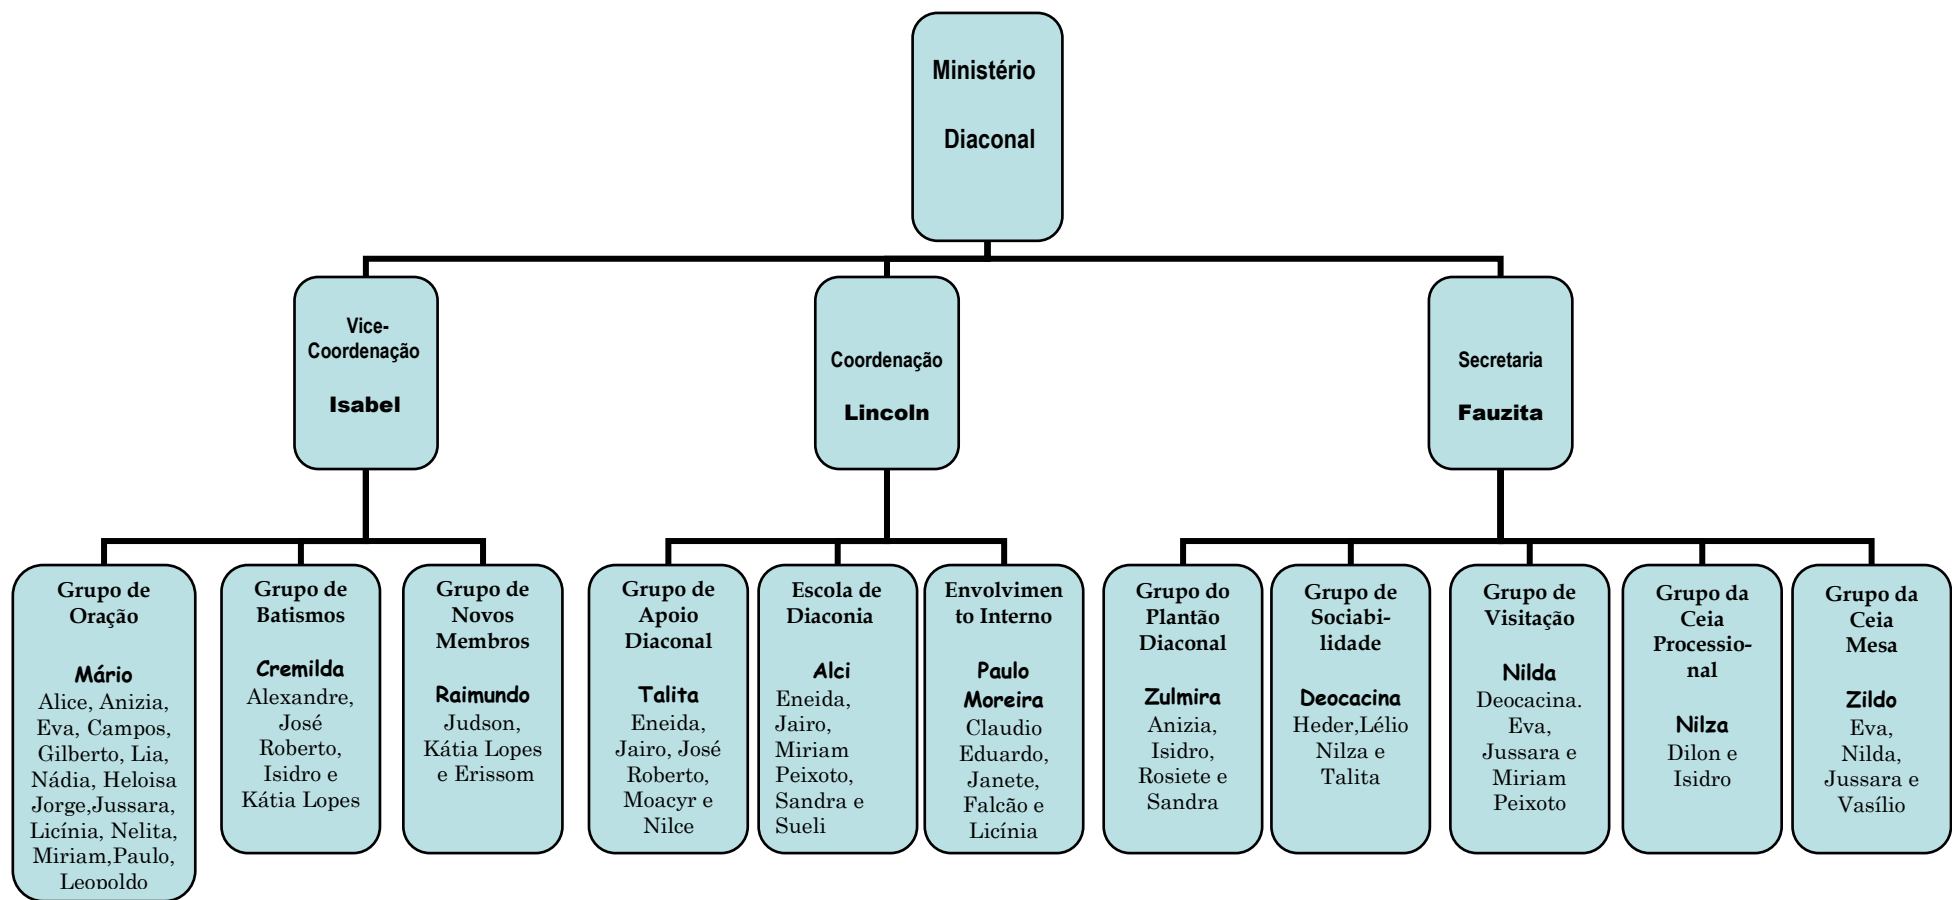 Ministério
Diaconal
Vice-
Coordenação
Isabel
Coordenação
Lincoln
Secretaria
Fauzita
Grupo de
Oração
Mário
Alice, Anizia,
Eva, Campos,
Gilberto, Lia,
Nádia, Heloisa
Jorge,Jussara,
Licínia, Nelita,
Miriam,Paulo,
Leopoldo
Grupo de
Batismos
Cremilda
Alexandre,
José
Roberto,
Isidro e
Kátia Lopes
Grupo de
Novos
Membros
Raimundo
Judson,
Kátia Lopes
e Erissom
Grupo de
Apoio
Diaconal
Talita
Eneida,
Jairo, José
Roberto,
Moacyr e
Nilce
Escola de
Diaconia
Alci
Eneida,
Jairo,
Miriam
Peixoto,
Sandra e
Sueli
Envolvimen
to Interno
Paulo
Moreira
Claudio
Eduardo,
Janete,
Falcão e
Licínia
Grupo do
Plantão
Diaconal
Zulmira
Anizia,
Isidro,
Rosiete e
Sandra
Grupo de
Sociabi-
lidade
Deocacina
Heder,Lélio
Nilza e
Talita
Grupo de
Visitação
Nilda
Deocacina.
Eva,
Jussara e
Miriam
Peixoto
Grupo da
Ceia
Processio-
nal
Nilza
Dilon e
Isidro
Grupo da
Ceia
Mesa
Zildo
Eva,
Nilda,
Jussara e
Vasílio